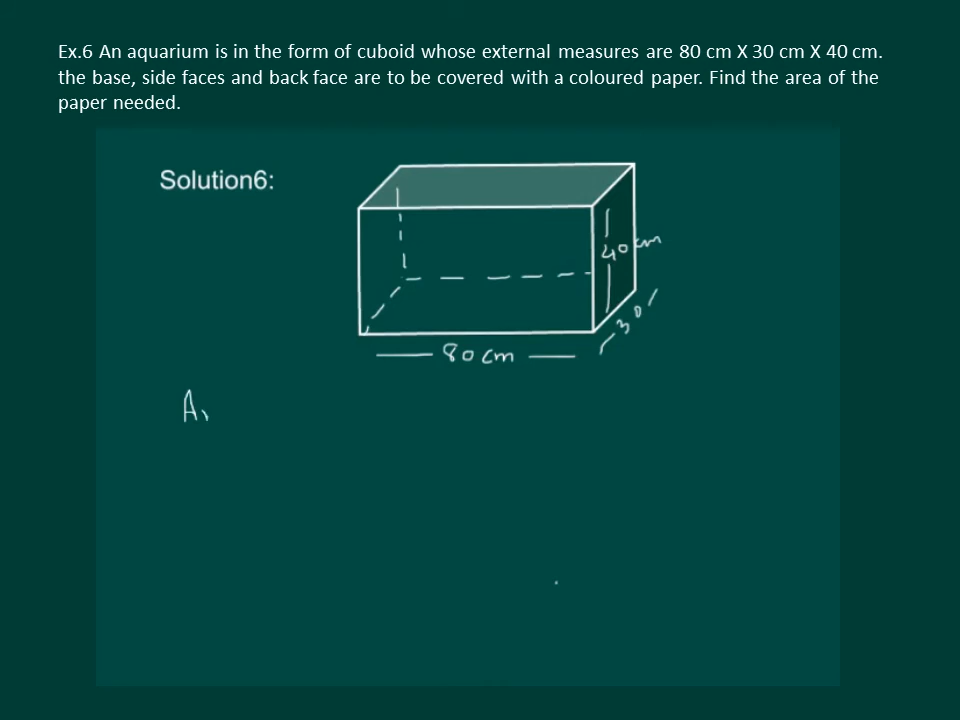 Ex.6 An aquarium is in the form of cuboid whose external measures are 80 cm X 30 cm X 40 cm.
the base, side faces and back face are to be covered with a coloured paper. Find the area of the
paper needed.
Solution6:
40 cm
30
80 cm
A